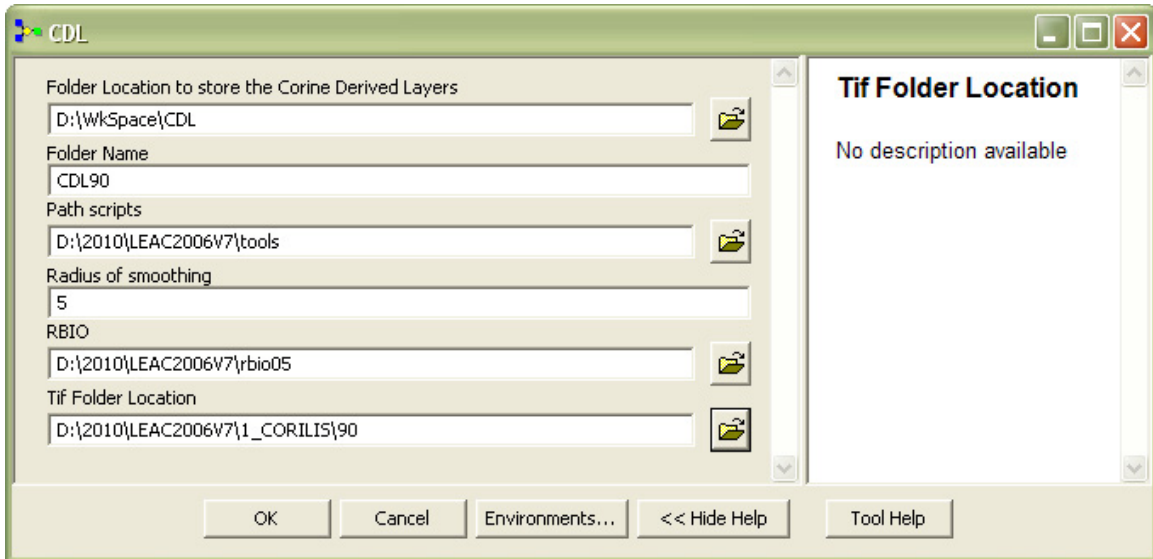 CDL
Folder Location to store the Corine Derived Layers
D:\WkSpace\CDL
Folder Name
CDL90
Path scripts
D:\2010\LEAC2006V7\tools
Radius of smoothing
5
RBIO
D:\2010\LEAC2006V7\rbio05
Tif Folder Location
D:\2010\LEAC2006V7\1_CORILIS\90
Tif Folder Location
No description available
OK
Cancel
Environments...
<< Hide Help
Tool Help